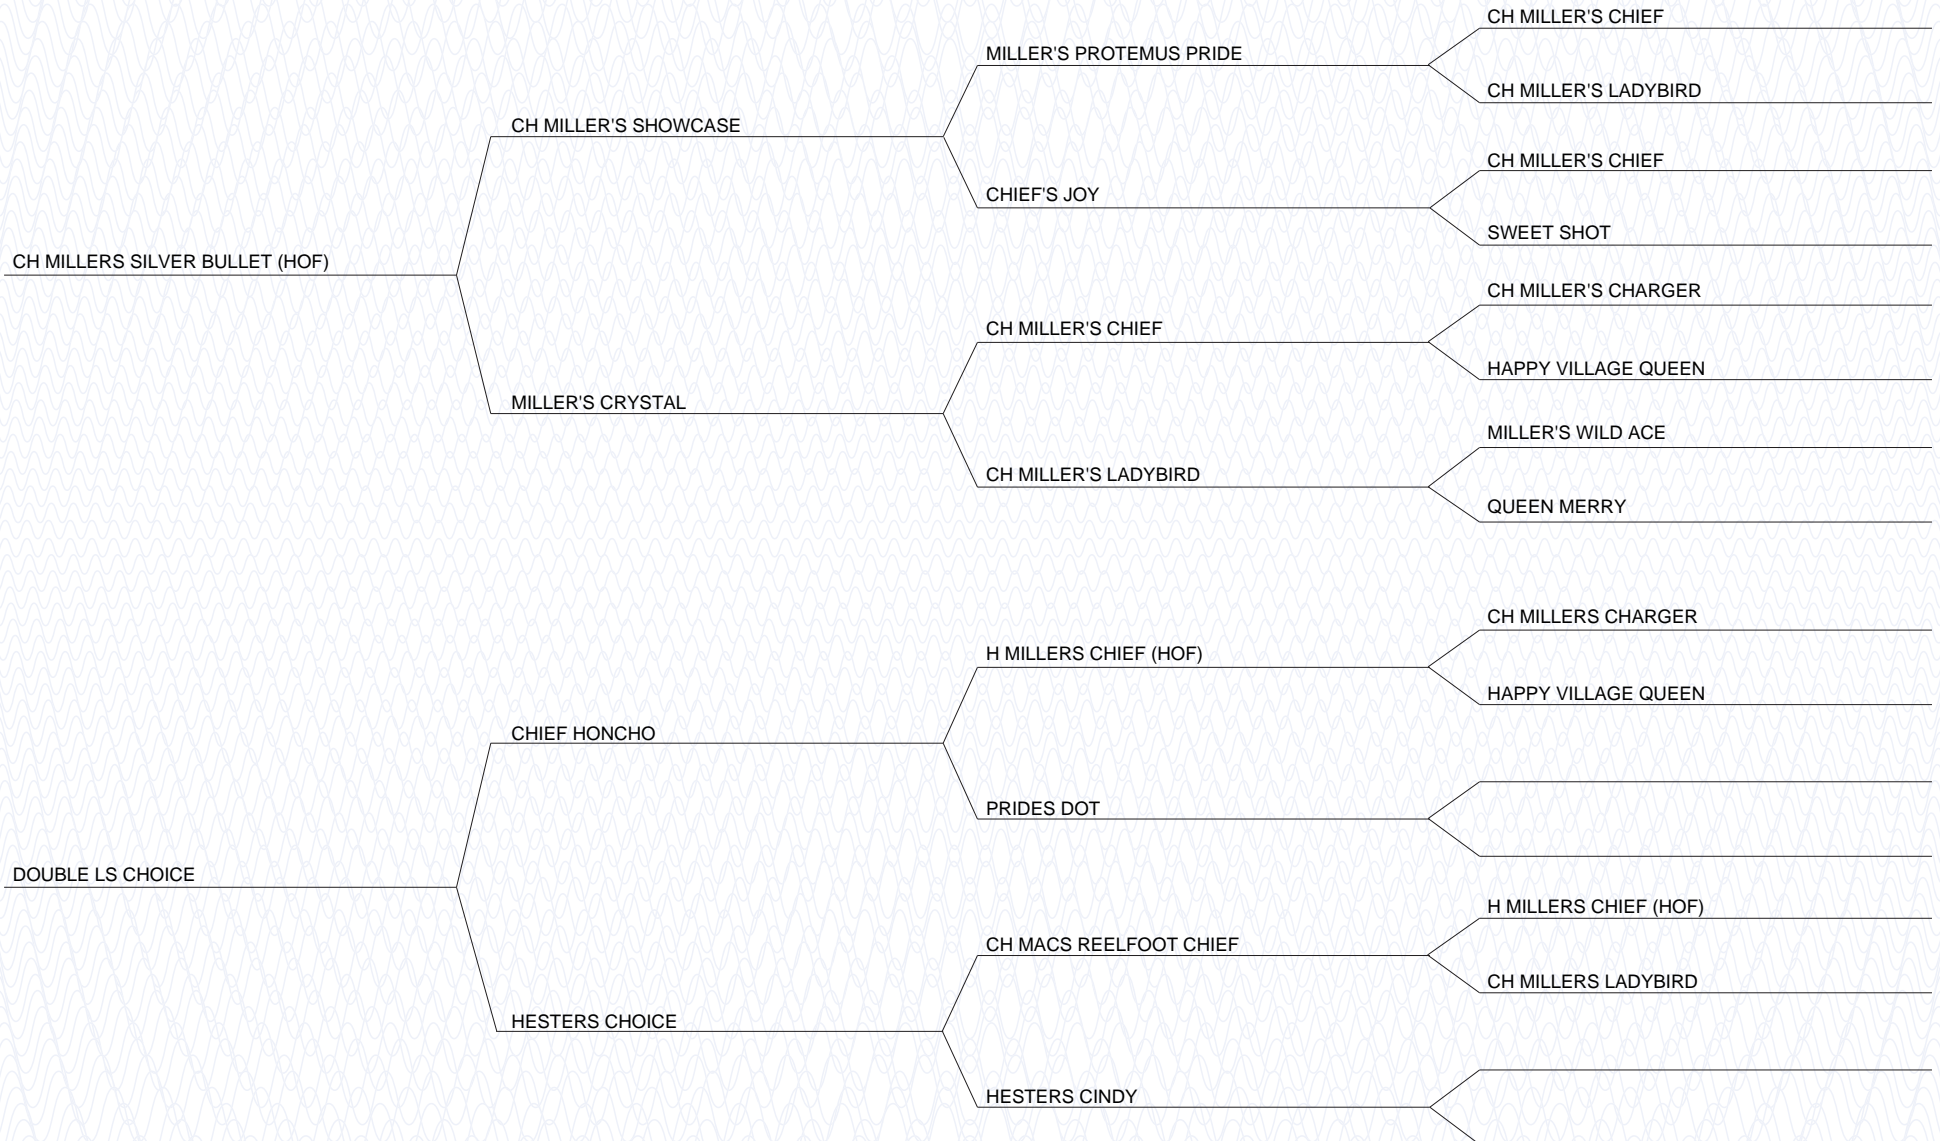 CH MILLER'S CHIEF
MILLER'S PROTEMUS PRIDE
CH MILLER'S LADYBIRD
CH MILLER'S SHOWCASE
CH MILLER'S CHIEF
CHIEF'S JOY
SWEET SHOT
CH MILLERS SILVER BULLET (HOF)
CH MILLER'S CHARGER
CH MILLER'S CHIEF
HAPPY VILLAGE QUEEN
MILLER'S CRYSTAL
MILLER'S WILD ACE
CH MILLER'S LADYBIRD
QUEEN MERRY
CH MILLERS CHARGER
H MILLERS CHIEF (HOF)
HAPPY VILLAGE QUEEN
CHIEF HONCHO
PRIDES DOT
DOUBLE LS CHOICE
H MILLERS CHIEF (HOF)
CH MACS REELFOOT CHIEF
CH MILLERS LADYBIRD
HESTERS CHOICE
HESTERS CINDY